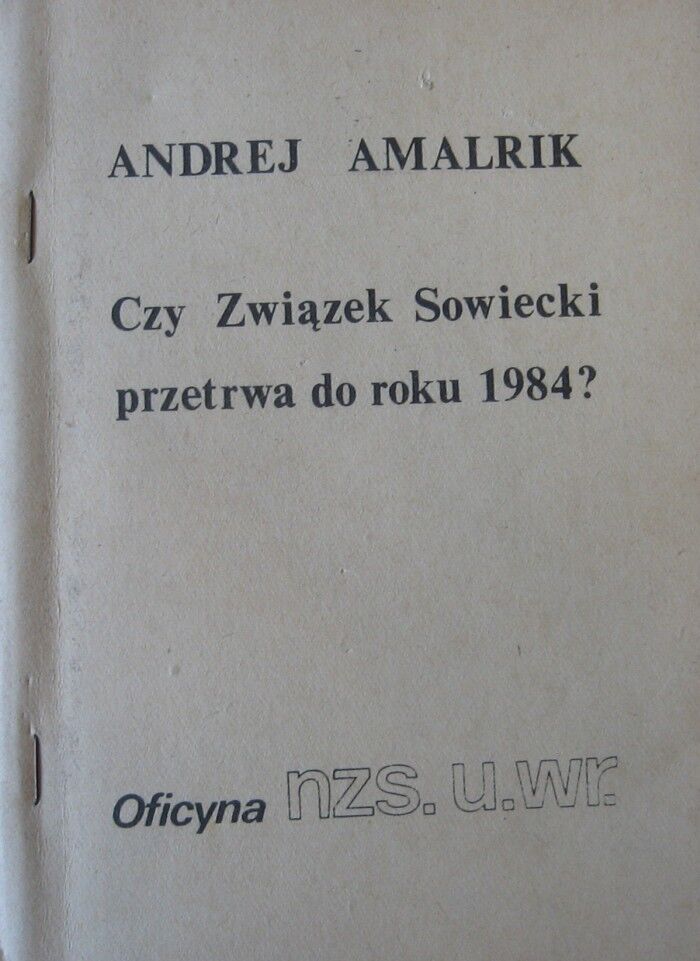 ANDREJ AMALRIK
Czy Związek Sowiecki
przetrwa do roku 1984?
Oficyna nzs. u.wr.